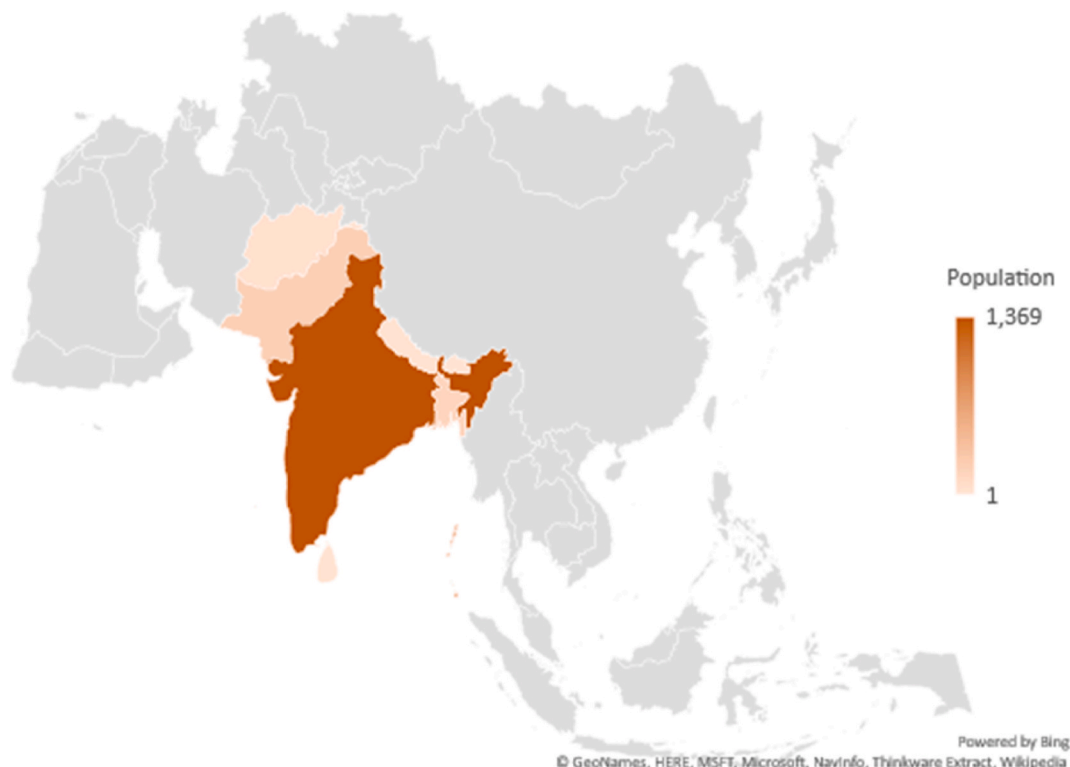 Population
1,369
1
Powered by Bing
© GeoNames, HERE, MSFT, Microsoft, NavInfo, Thinkware Extract, Wikipedia